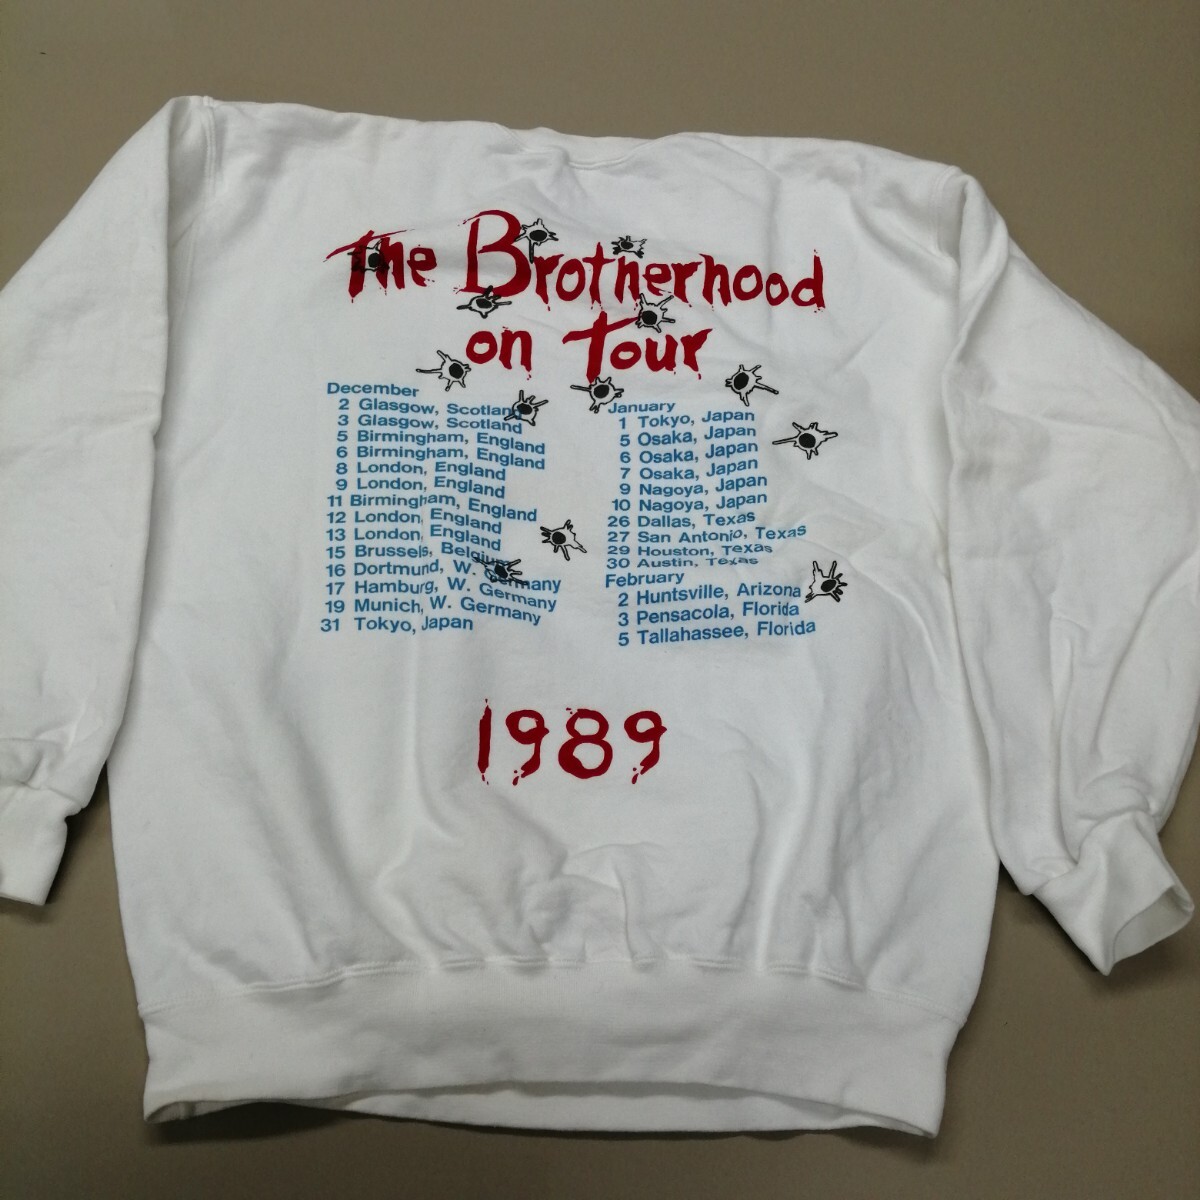 The Brotherhood
on Tour
December
2 Glasgow, Scotland
3 Glasgow, Scotland
5 Birmingham, England
6 Birmingham, England
8 London, England
9 London, England
11 Birmingham, England
12 London, England
13 London, England
15 Brussels, Belgium
16 Dortmund, W. Germany
17 Hamburg, W. Germany
19 Munich, W. Germany
31 Tokyo, Japan
January
1 Tokyo, Japan
5 Osaka, Japan
6 Osaka, Japan
7 Osaka, Japan
9 Nagoya, Japan
10 Nagoya, Japan
26 Dallas, Texas
27 San Antonio, Texas
29 Houston, Texas
30 Austin, Texas
February
2 Huntsville, Arizona
3 Pensacola, Florida
5 Tallahassee, Florida
1989